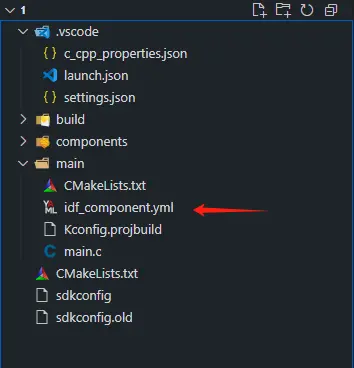 1
.vscode
c_cpp_properties.json
launch.json
settings.json
build
components
main
CMakeLists.txt
idf_component.yml
Kconfig.projbuild
main.c
CMakeLists.txt
sdkconfig
sdkconfig.old